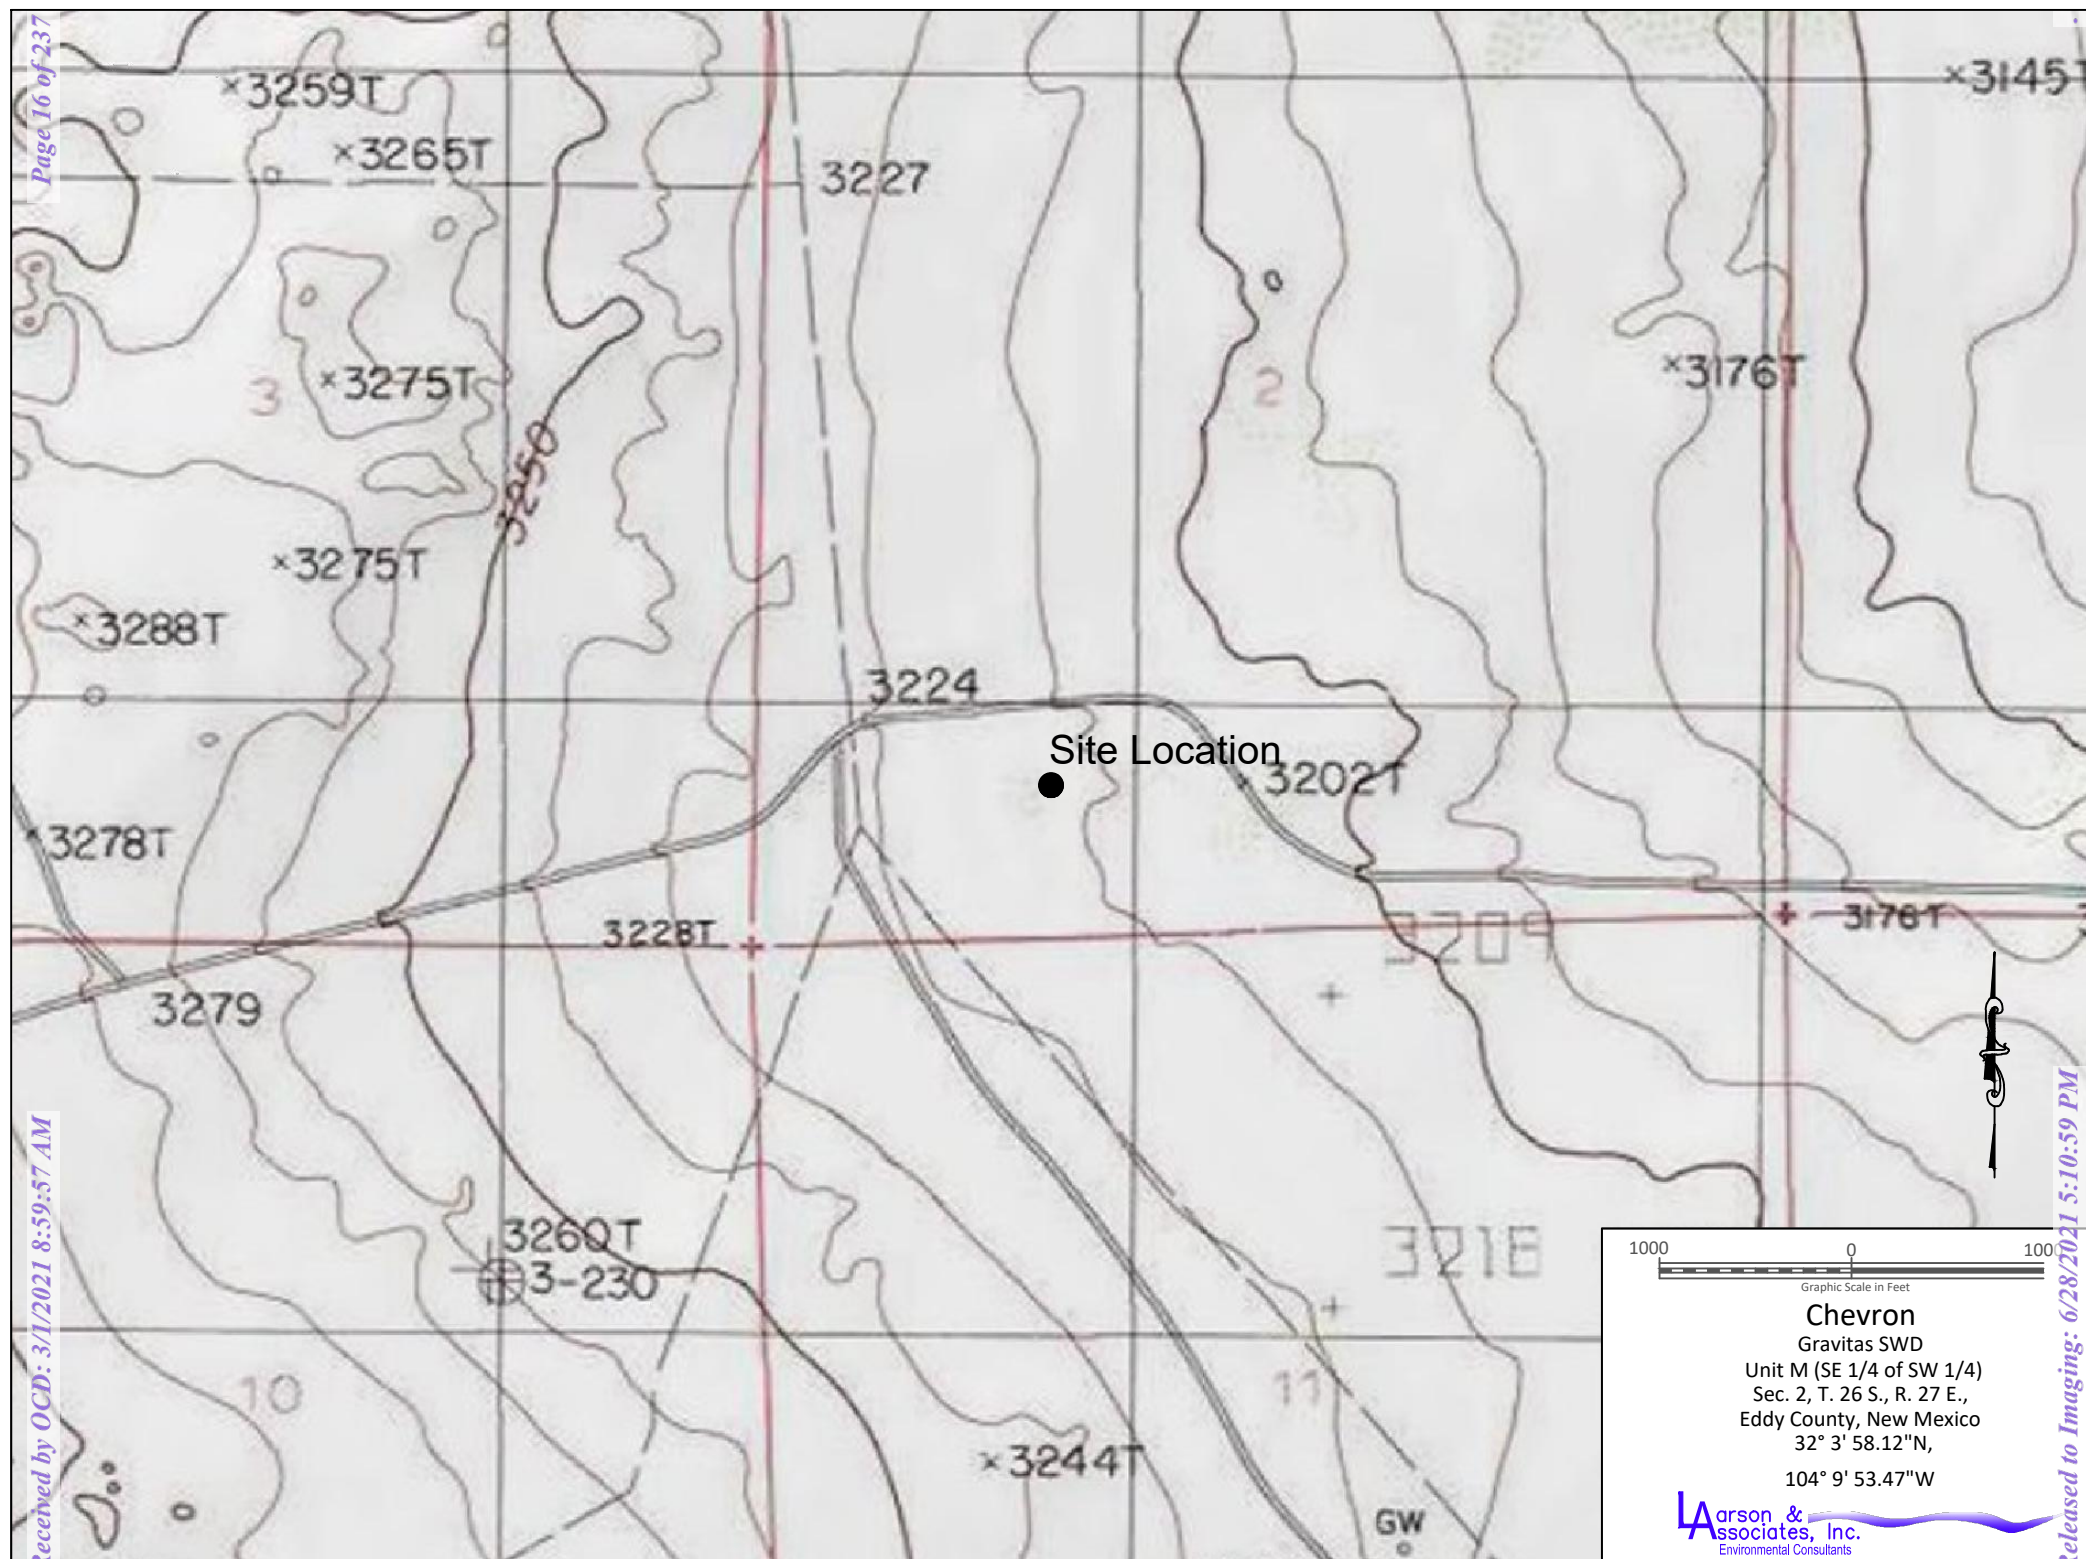 Page 16 of 237
×3259T
×3145T
×3265T
3227
×3275T
3
2
×3176T
3250
×3275T
×3288T
3224
Site Location
3202T
3278T
3228T
3209
3176T
3279
3260T
3-230
3218
10
11
×3244T
GW
1000 0 1000
Graphic Scale in Feet
Chevron
Gravitas SWD
Unit M (SE 1/4 of SW 1/4)
Sec. 2, T. 26 S., R. 27 E.,
Eddy County, New Mexico
32° 3' 58.12"N,
104° 9' 53.47"W
Larson &
Associates, Inc.
Environmental Consultants
Received by OCD: 3/1/2021 8:59:57 AM
Released to Imaging: 6/28/2021 5:10:59 PM